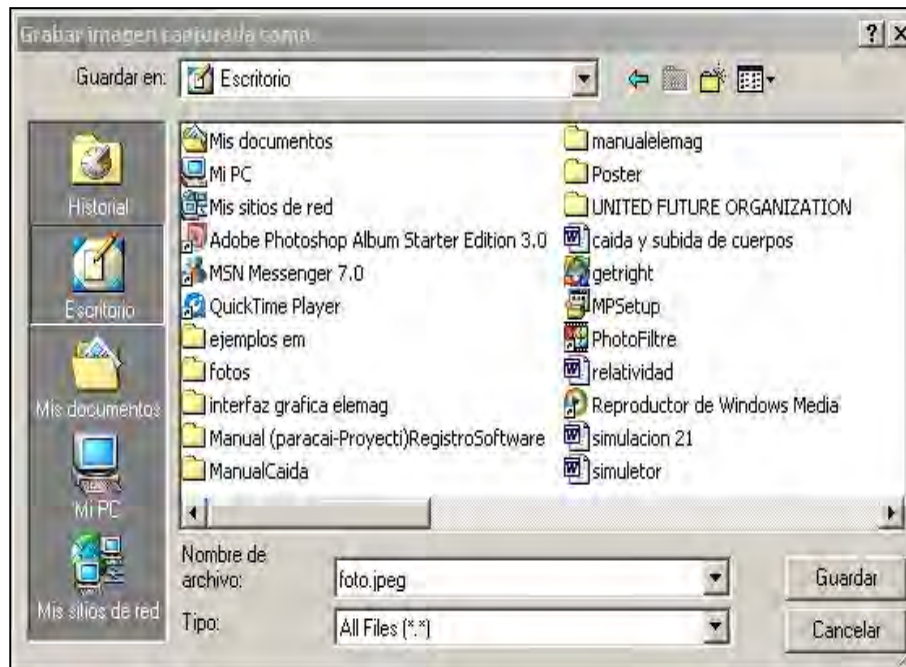 Grabar imagen capturada como
Guardar en: Escritorio
Historial
Escritorio
Mis documentos
Mi PC
Mis sitios de red
Mis documentos
Mi PC
Mis sitios de red
Adobe Photoshop Album Starter Edition 3.0
MSN Messenger 7.0
QuickTime Player
ejemplos em
fotos
interfaz grafica elemag
Manual (paracai-Proyecti)RegistroSoftware
ManualCaida
manualelemag
Poster
UNITED FUTURE ORGANIZATION
caida y subida de cuerpos
getright
MPSetup
PhotoFiltre
relatividad
Reproductor de Windows Media
simulacion 21
simuletor
Nombre de
archivo: foto.jpeg
Guardar
Tipo: All Files (*.*)
Cancelar